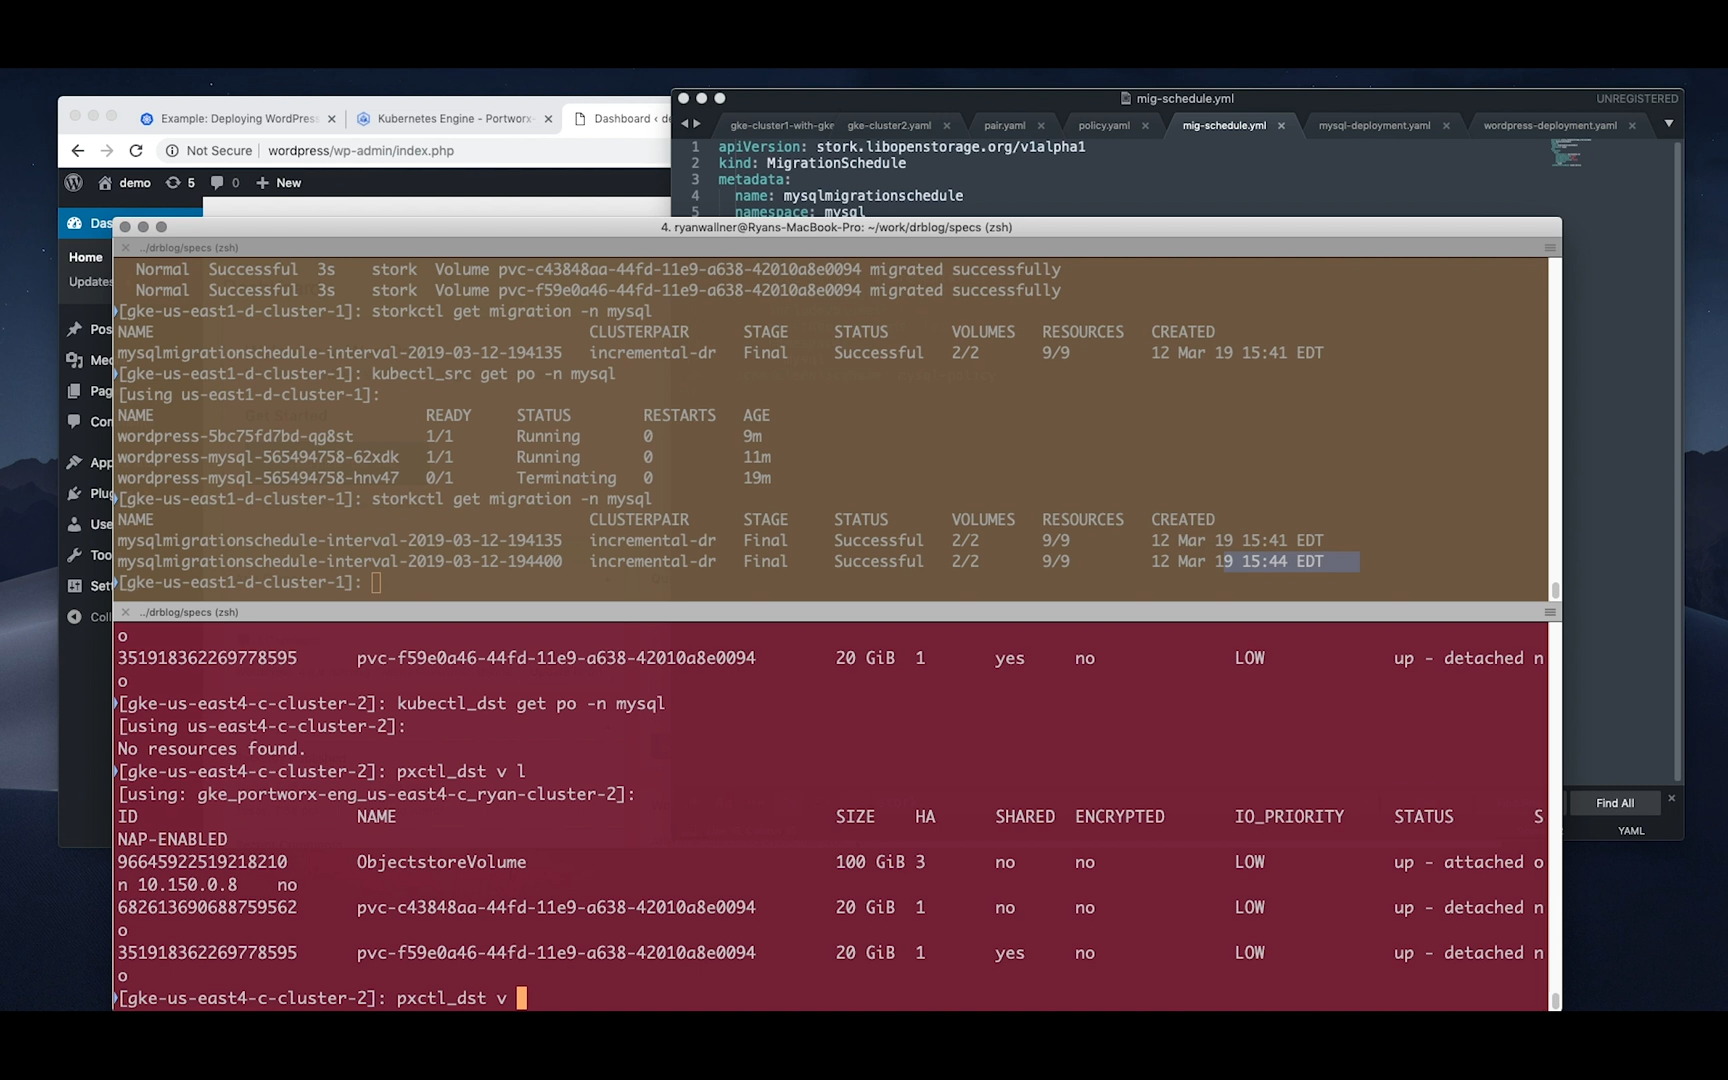 mig-schedule.yml
UNREGISTERED
Example: Deploying WordPress
Kubernetes Engine - Portworx-
Dashboard ‹ de
gke-cluster1-with-gke
gke-cluster2.yaml
pair.yaml
policy.yaml
mig-schedule.yml
mysql-deployment.yaml
wordpress-deployment.yaml
Not Secure
wordpress/wp-admin/index.php
1 apiVersion: stork.libopenstorage.org/v1alpha1
2 kind: MigrationSchedule
3 metadata:
4 name: mysqlmigrationschedule
5 namespace: mysql
demo
5
0
New
Das
Home
Updates
Pos
Me
Pag
Con
App
Plug
Use
Too
Set
Coll
4. ryanwallner@Ryans-MacBook-Pro: ~/work/drblog/specs (zsh)
../drblog/specs (zsh)
Normal Successful 3s stork Volume pvc-c43848aa-44fd-11e9-a638-42010a8e0094 migrated successfully
Normal Successful 3s stork Volume pvc-f59e0a46-44fd-11e9-a638-42010a8e0094 migrated successfully
[gke-us-east1-d-cluster-1]: storkctl get migration -n mysql
NAME CLUSTERPAIR STAGE STATUS VOLUMES RESOURCES CREATED
mysqlmigrationschedule-interval-2019-03-12-194135 incremental-dr Final Successful 2/2 9/9 12 Mar 19 15:41 EDT
[gke-us-east1-d-cluster-1]: kubectl_src get po -n mysql
[using us-east1-d-cluster-1]:
NAME READY STATUS RESTARTS AGE
wordpress-5bc75fd7bd-qg8st 1/1 Running 0 9m
wordpress-mysql-565494758-62xdk 1/1 Running 0 11m
wordpress-mysql-565494758-hnv47 0/1 Terminating 0 19m
[gke-us-east1-d-cluster-1]: storkctl get migration -n mysql
NAME CLUSTERPAIR STAGE STATUS VOLUMES RESOURCES CREATED
mysqlmigrationschedule-interval-2019-03-12-194135 incremental-dr Final Successful 2/2 9/9 12 Mar 19 15:41 EDT
mysqlmigrationschedule-interval-2019-03-12-194400 incremental-dr Final Successful 2/2 9/9 12 Mar 19 15:44 EDT
[gke-us-east1-d-cluster-1]:
../drblog/specs (zsh)
o
351918362269778595 pvc-f59e0a46-44fd-11e9-a638-42010a8e0094 20 GiB 1 yes no LOW up - detached n
o
[gke-us-east4-c-cluster-2]: kubectl_dst get po -n mysql
[using us-east4-c-cluster-2]:
No resources found.
[gke-us-east4-c-cluster-2]: pxctl_dst v l
[using: gke_portworx-eng_us-east4-c_ryan-cluster-2]:
ID NAME SIZE HA SHARED ENCRYPTED IO_PRIORITY STATUS S
NAP-ENABLED
96645922519218210 ObjectstoreVolume 100 GiB 3 no no LOW up - attached o
n 10.150.0.8 no
682613690688759562 pvc-c43848aa-44fd-11e9-a638-42010a8e0094 20 GiB 1 no no LOW up - detached n
o
351918362269778595 pvc-f59e0a46-44fd-11e9-a638-42010a8e0094 20 GiB 1 yes no LOW up - detached n
o
[gke-us-east4-c-cluster-2]: pxctl_dst v
Find All
YAML